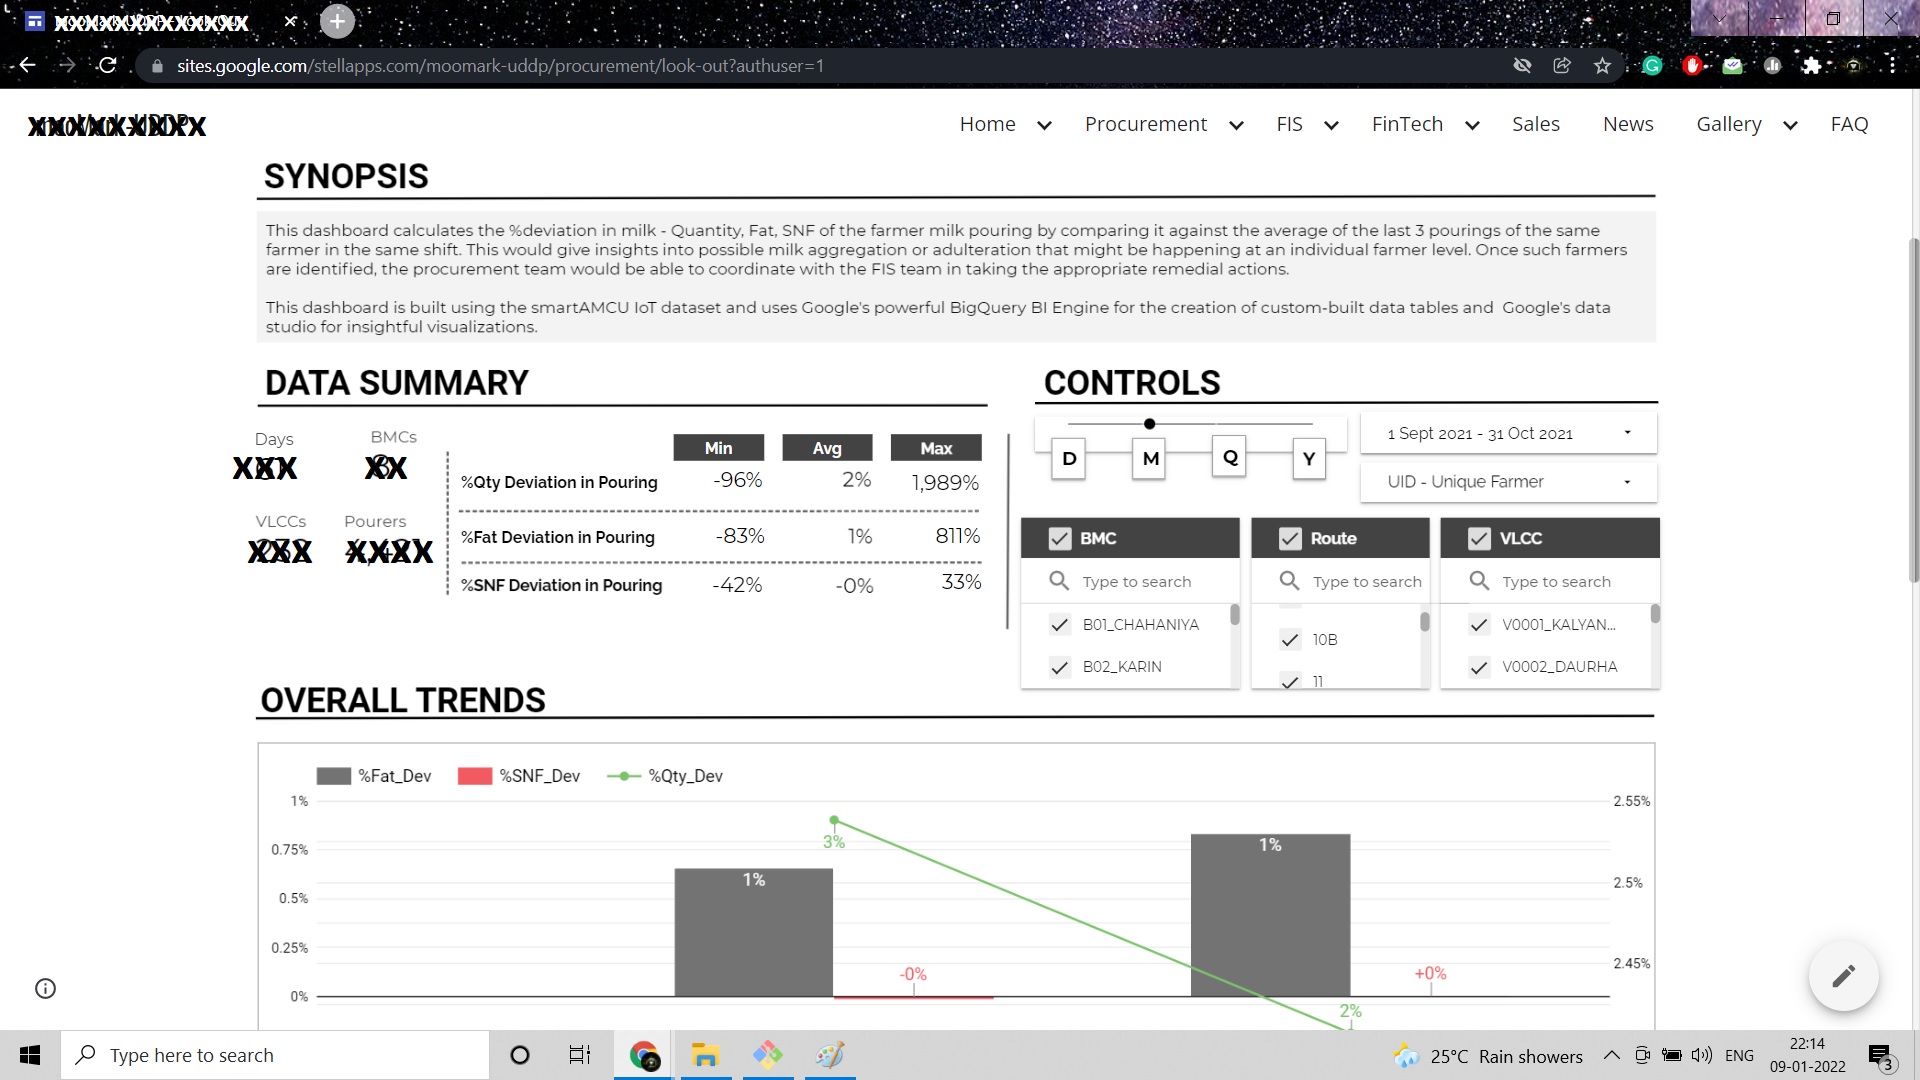 sites.google.com/stellapps.com/moomark-uddp/procurement/look-out?authuser=1
Home Procurement FIS FinTech Sales News Gallery FAQ
SYNOPSIS
This dashboard calculates the %deviation in milk - Quantity, Fat, SNF of the farmer milk pouring by comparing it against the average of the last 3 pourings of the same
farmer in the same shift. This would give insights into possible milk aggregation or adulteration that might be happening at an individual farmer level. Once such farmers
are identified, the procurement team would be able to coordinate with the FIS team in taking the appropriate remedial actions.
This dashboard is built using the smartAMCU IoT dataset and uses Google's powerful BigQuery BI Engine for the creation of custom-built data tables and Google's data
studio for insightful visualizations.
DATA SUMMARY
Days BMCs
XXX XX
VLCCs Pourers
XXX XXXX
Min Avg Max
%Qty Deviation in Pouring -96% 2% 1,989%
%Fat Deviation in Pouring -83% 1% 811%
%SNF Deviation in Pouring -42% -0% 33%
CONTROLS
D M Q Y
1 Sept 2021 - 31 Oct 2021
UID - Unique Farmer
BMC Route VLCC
Type to search Type to search Type to search
B01_CHAHANIYA 10B V0001_KALYAN...
B02_KARIN 11 V0002_DAURHA
OVERALL TRENDS
%Fat_Dev %SNF_Dev %Qty_Dev
1% 2.55%
3%
0.75% 1%
1% 2.5%
0.5%
0.25%
-0% +0% 2.45%
0%
2%
Type here to search
25°C Rain showers ENG
22:14
09-01-2022
3